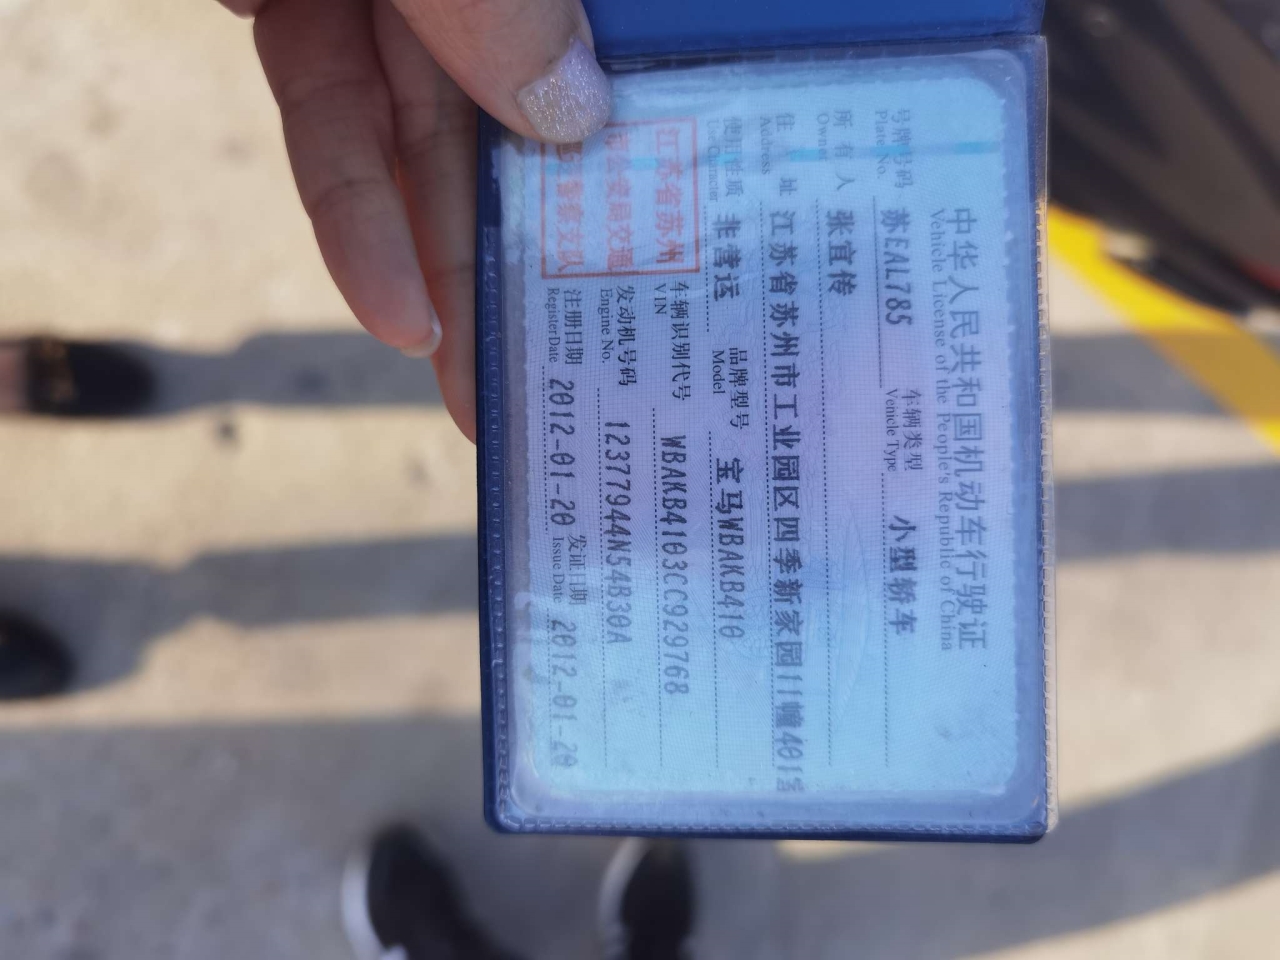 中华人民共和国机动车行驶证
Vehicle License of the People's Republic of China
号牌号码 苏EAL785 车辆类型 小型轿车
Plate No. Vehicle Type
所有人 张宜传
Owner
住址 江苏省苏州市工业园区四季新家园11幢401室
Address
使用性质 非营运 品牌型号 宝马WBAKB410
Use Character Model
江苏省苏州
市公安局交通
警察支队
车辆识别代号 WBAKB4103CC929768
VIN
发动机号码 12377944N54B30A
Engine No.
注册日期 2012-01-20 发证日期 2012-01-20
Register Date Issue Date